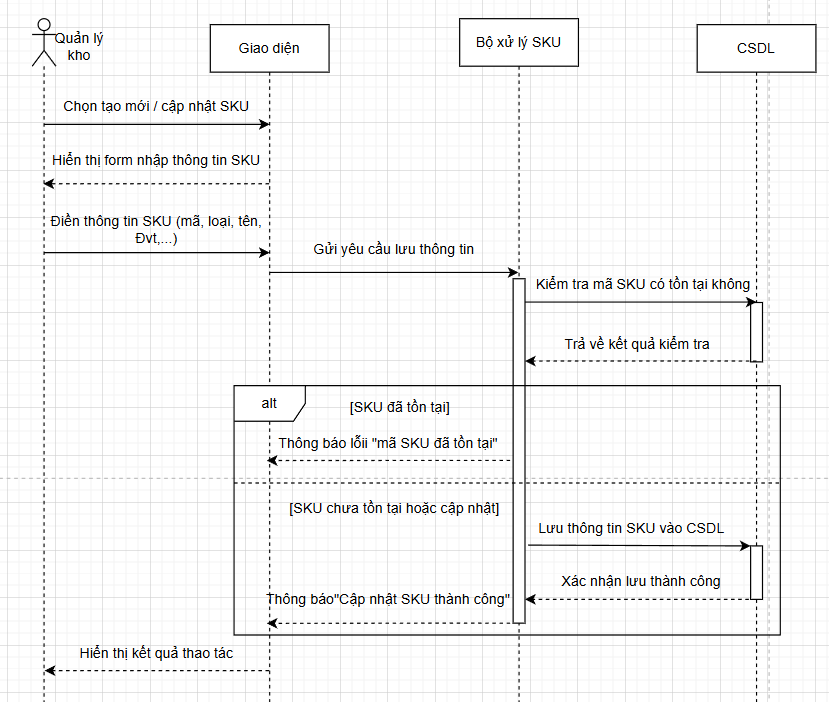 Quản lý
kho
Giao diện
Bộ xử lý SKU
CSDL
Chọn tạo mới / cập nhật SKU
Hiển thị form nhập thông tin SKU
Điền thông tin SKU (mã, loại, tên,
Đvt,...)
Gửi yêu cầu lưu thông tin
Kiểm tra mã SKU có tồn tại không
Trả về kết quả kiểm tra
alt
[SKU đã tồn tại]
Thông báo lỗii "mã SKU đã tồn tại"
[SKU chưa tồn tại hoặc cập nhật]
Lưu thông tin SKU vào CSDL
Xác nhận lưu thành công
Thông báo"Cập nhật SKU thành công"
Hiển thị kết quả thao tác